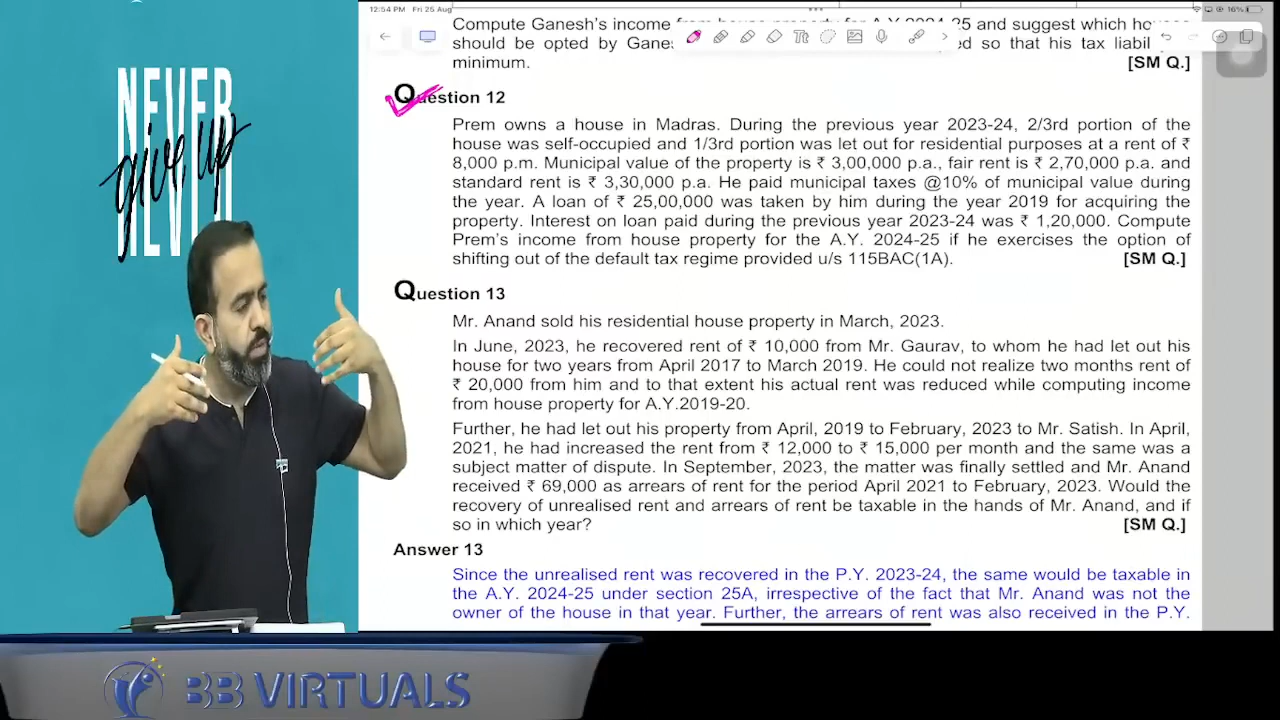 12:54 PM Fri 25 Aug
16%
Compute Ganesh's income from house property for A.Y. 2024-25 and suggest which
should be opted by so that his tax
minimum. [SM Q.]
NEVER
give up
Question 12
Prem owns a house in Madras. During the previous year 2023-24, 2/3rd portion of the
house was self-occupied and 1/3rd portion was let out for residential purposes at a rent of ₹
8,000 p.m. Municipal value of the property is ₹ 3,00,000 p.a., fair rent is ₹ 2,70,000 p.a. and
standard rent is ₹ 3,30,000 p.a. He paid municipal taxes @10% of municipal value during
the year. A loan of ₹ 25,00,000 was taken by him during the year 2019 for acquiring the
property. Interest on loan paid during the previous year 2023-24 was ₹ 1,20,000. Compute
Prem's income from house property for the A.Y. 2024-25 if he exercises the option of
shifting out of the default tax regime provided u/s 115BAC(1A). [SM Q.]
Question 13
Mr. Anand sold his residential house property in March, 2023.
In June, 2023, he recovered rent of ₹ 10,000 from Mr. Gaurav, to whom he had let out his
house for two years from April 2017 to March 2019. He could not realize two months rent of
₹ 20,000 from him and to that extent his actual rent was reduced while computing income
from house property for A.Y.2019-20.
Further, he had let out his property from April, 2019 to February, 2023 to Mr. Satish. In April,
2021, he had increased the rent from ₹ 12,000 to ₹ 15,000 per month and the same was a
subject matter of dispute. In September, 2023, the matter was finally settled and Mr. Anand
received ₹ 69,000 as arrears of rent for the period April 2021 to February, 2023. Would the
recovery of unrealised rent and arrears of rent be taxable in the hands of Mr. Anand, and if
so in which year? [SM Q.]
Answer 13
Since the unrealised rent was recovered in the P.Y. 2023-24, the same would be taxable in
the A.Y. 2024-25 under section 25A, irrespective of the fact that Mr. Anand was not the
owner of the house in that year. Further, the arrears of rent was also received in the P.Y.
BB VIRTUALS